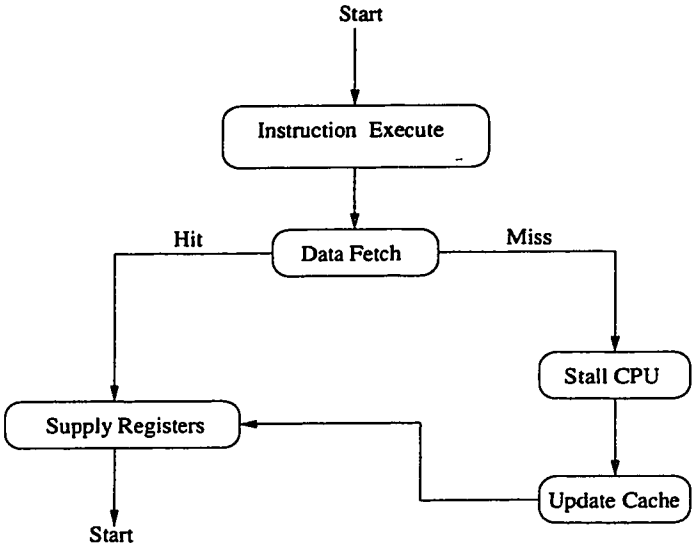 Start
Instruction Execute
Hit
Data Fetch
Miss
Stall CPU
Supply Registers
Update Cache
Start